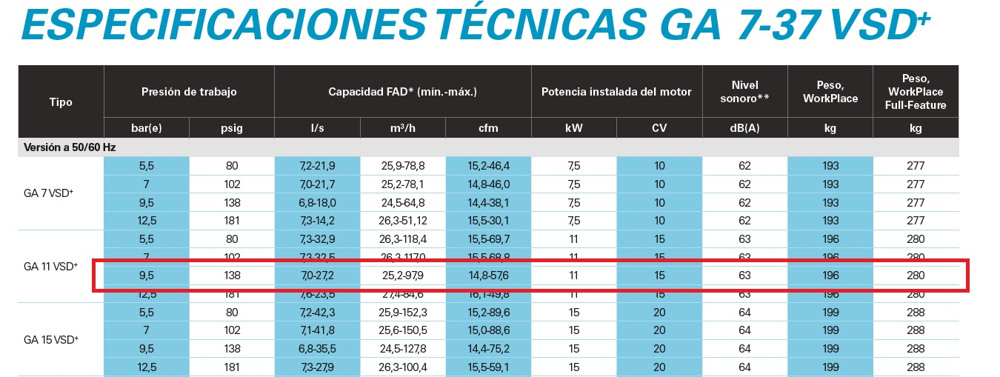 ESPECIFICACIONES TÉCNICAS GA 7-37 VSD+
Tipo Presión de trabajo Capacidad FAD* (mín.-máx.) Potencia instalada del motor Nivel sonoro** Peso, WorkPlace Peso, WorkPlace Full-Feature
bar(e) psig l/s m³/h cfm kW CV dB(A) kg kg
Versión a 50/60 Hz
GA 7 VSD+
5,5 80 7,2-21,9 25,9-78,8 15,2-46,4 7,5 10 62 193 277
7 102 7,0-21,7 25,2-78,1 14,8-46,0 7,5 10 62 193 277
9,5 138 6,8-18,0 24,5-64,8 14,4-38,1 7,5 10 62 193 277
12,5 181 7,3-14,2 26,3-51,12 15,5-30,1 7,5 10 62 193 277
GA 11 VSD+
5,5 80 7,3-32,9 26,3-118,4 15,5-69,7 11 15 63 196 280
7 102 7,3-32,5 26,3-117,0 15,5-68,8 11 15 63 196 280
9,5 138 7,0-27,2 25,2-97,9 14,8-57,6 11 15 63 196 280
12,5 181 7,6-23,5 27,4-84,6 16,1-49,8 11 15 63 196 280
GA 15 VSD+
5,5 80 7,2-42,3 25,9-152,3 15,2-89,6 15 20 64 199 288
7 102 7,1-41,8 25,6-150,5 15,0-88,6 15 20 64 199 288
9,5 138 6,8-35,5 24,5-127,8 14,4-75,2 15 20 64 199 288
12,5 181 7,3-27,9 26,3-100,4 15,5-59,1 15 20 64 199 288